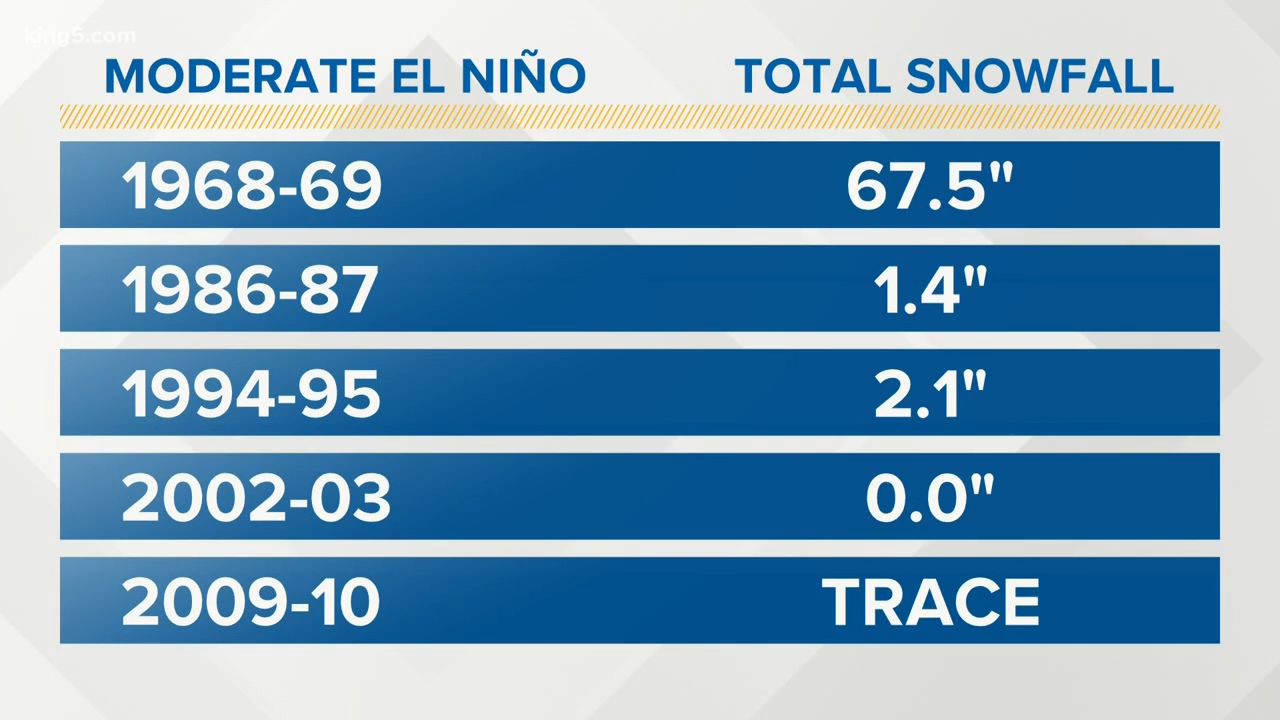 king5.com
MODERATE EL NIÑO TOTAL SNOWFALL
1968-69 67.5"
1986-87 1.4"
1994-95 2.1"
2002-03 0.0"
2009-10 TRACE